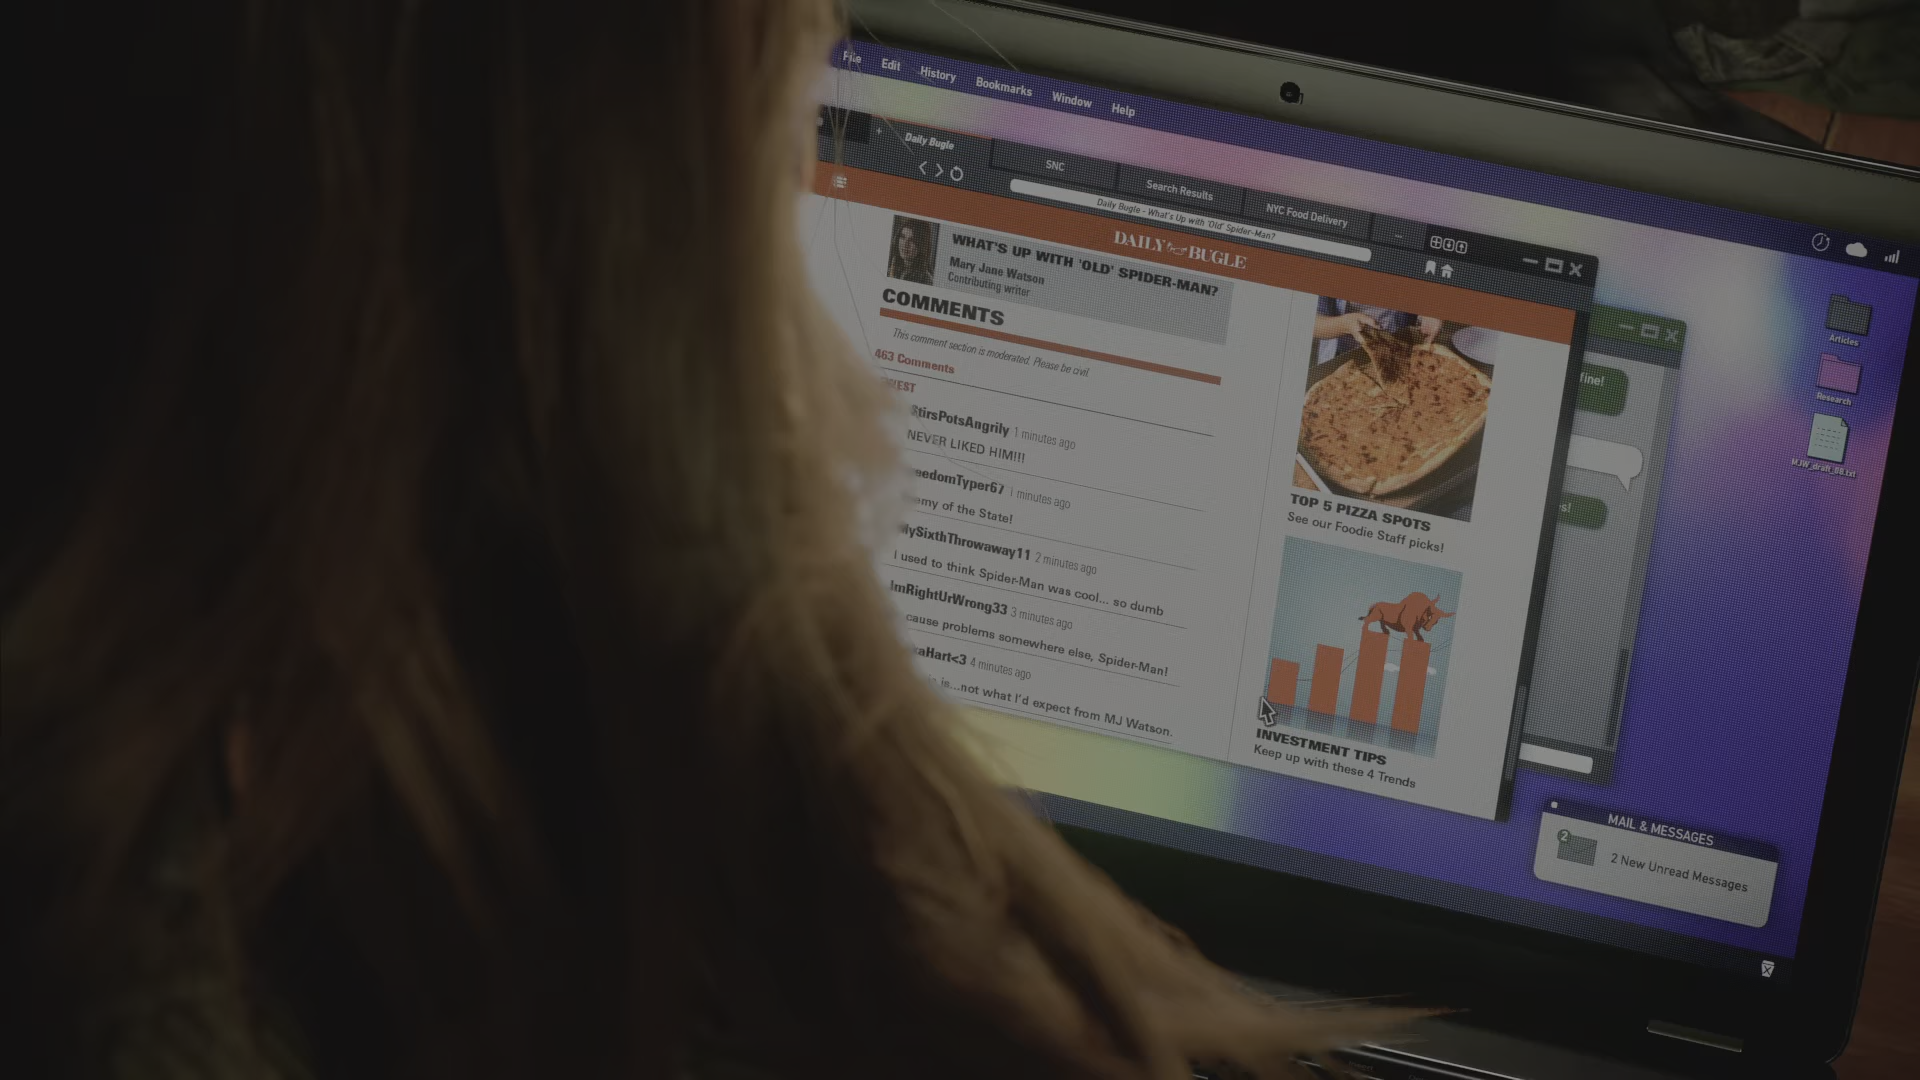 File Edit History Bookmarks Window Help
Daily Bugle
SNC
Search Results
NYC Food Delivery
...
Daily Bugle - What's Up with 'Old' Spider-Man?
DAILY BUGLE
WHAT'S UP WITH 'OLD' SPIDER-MAN?
Mary Jane Watson
Contributing writer
COMMENTS
This comment section is moderated. Please be civil.
463 Comments
StirsPotsAngrily 1 minutes ago
NEVER LIKED HIM!!!
1 minutes ago
of the State!
MySixthThrowaway11 2 minutes ago
I used to think Spider-Man was cool... so dumb
ImRightUrWrong33 3 minutes ago
cause problems somewhere else, Spider-Man!
4 minutes ago
is...not what I'd expect from MJ Watson.
TOP 5 PIZZA SPOTS
See our Foodie Staff picks!
INVESTMENT TIPS
Keep up with these 4 Trends
fine!
Articles
Research
MJW_draft_66.txt
MAIL & MESSAGES
2
2 New Unread Messages